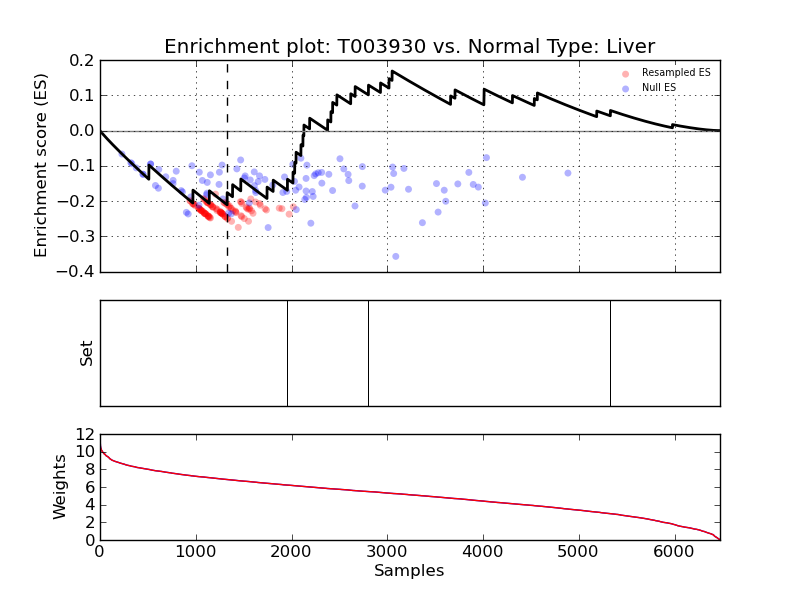 Enrichment plot: T003930 vs. Normal Type: Liver
Enrichment score (ES)
0.2
0.1
0.0
−0.1
−0.2
−0.3
−0.4
Resampled ES
Null ES
Set
Weights
12
10
8
6
4
2
0
0 1000 2000 3000 4000 5000 6000
Samples